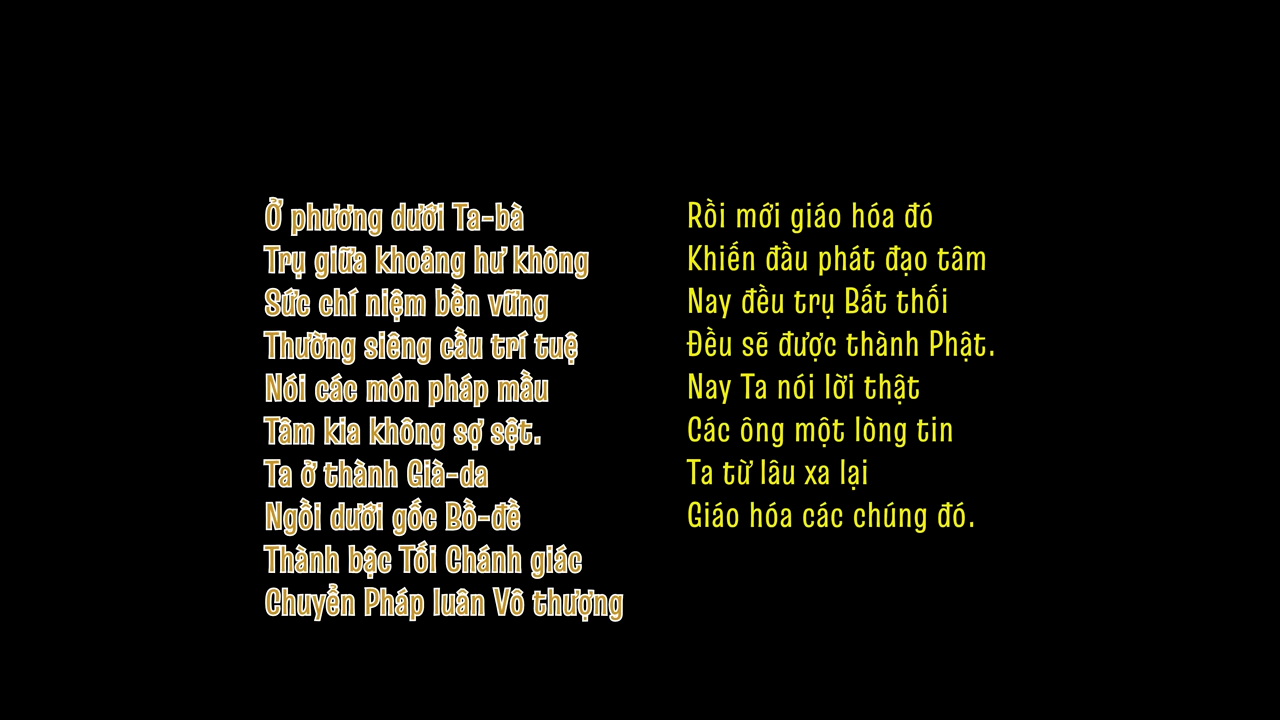 Ở phương dưới Ta-bà
Trụ giữa khoảng hư không
Sức chí niệm bền vững
Thường siêng cầu trí tuệ
Nói các món pháp mầu
Tâm kia không sợ sệt.
Ta ở thành Già-da
Ngồi dưới gốc Bồ-đề
Thành bậc Tối Chánh giác
Chuyển Pháp luân Vô thượng
Rồi mới giáo hóa đó
Khiến đầu phát đạo tâm
Nay đều trụ Bất thối
Đều sẽ được thành Phật.
Nay Ta nói lời thật
Các ông một lòng tin
Ta từ lâu xa lại
Giáo hóa các chúng đó.